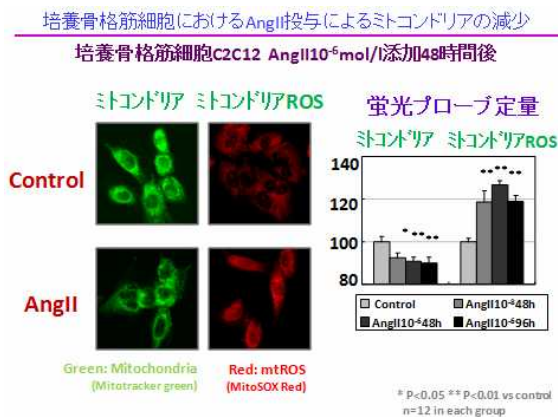 培養骨格筋細胞におけるAngII投与によるミトコンドリアの減少
培養骨格筋細胞C2C12 AngII10⁻⁶mol/l添加48時間後
ミトコンドリア ミトコンドリアROS
Control
AngII
Green: Mitochondria
(Mitotracker green)
Red: mtROS
(MitoSOX Red)
蛍光プローブ定量
ミトコンドリア ミトコンドリアROS
140
120
100
80
* ** **
** ** **
Control
AngII10⁻⁸48h
AngII10⁻⁶48h
AngII10⁻⁶96h
* P<0.05 ** P<0.01 vs control
n=12 in each group